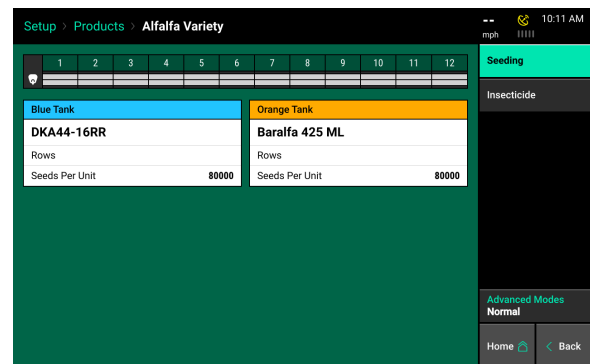 Setup > Products > Alfalfa Variety
-- 10:11 AM
mph
1 2 3 4 5 6 7 8 9 10 11 12
Seeding
Insecticide
Blue Tank
DKA44-16RR
Rows
Seeds Per Unit 80000
Orange Tank
Baralfa 425 ML
Rows
Seeds Per Unit 80000
Advanced Modes
Normal
Home < Back